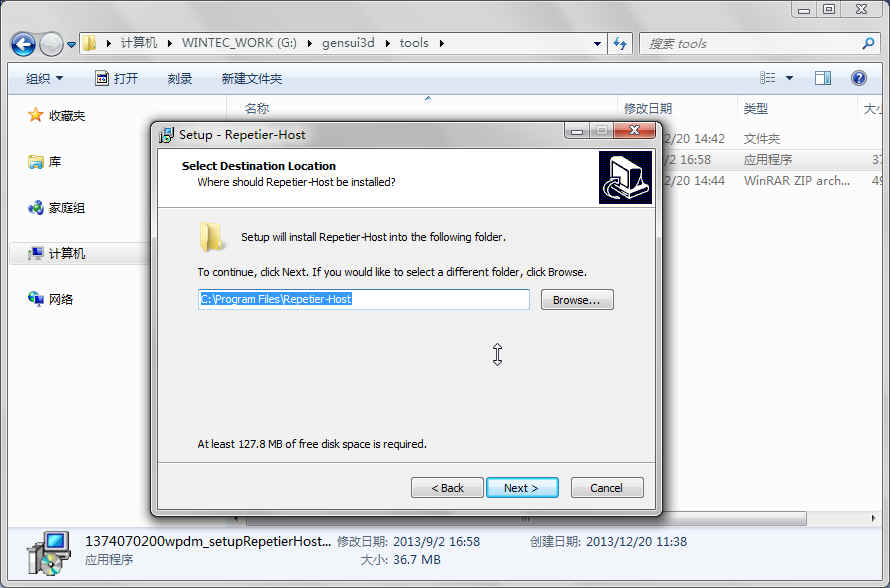 计算机 WINTEC_WORK (G:) gensui3d tools 搜索 tools
组织 打开 刻录 新建文件夹
收藏夹
库
家庭组
计算机
网络
名称 修改日期 类型 大小
2/20 14:42 文件夹
/2 16:58 应用程序 37
2/20 14:44 WinRAR ZIP arch... 49
Setup - Repetier-Host
Select Destination Location
Where should Repetier-Host be installed?
Setup will install Repetier-Host into the following folder.
To continue, click Next. If you would like to select a different folder, click Browse.
C:\Program Files\Repetier-Host
Browse...
At least 127.8 MB of free disk space is required.
< Back Next > Cancel
1374070200wpdm_setupRepetierHost... 修改日期: 2013/9/2 16:58 创建日期: 2013/12/20 11:38
应用程序 大小: 36.7 MB